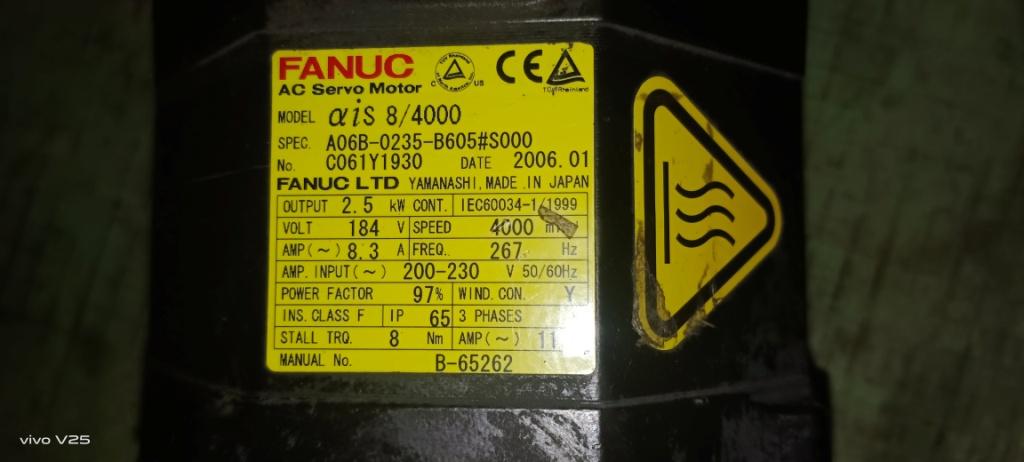 FANUC
AC Servo Motor
C US
CE
TÜVRheinland
MODEL αiS 8/4000
SPEC. A06B-0235-B605#S000
No. C061Y1930 DATE 2006.01
FANUC LTD YAMANASHI, MADE IN JAPAN
OUTPUT 2.5 kW CONT. IEC60034-1/1999
VOLT 184 V SPEED 4000
AMP(~) 8.3 A FREQ. 267 Hz
AMP. INPUT(~) 200-230 V 50/60Hz
POWER FACTOR 97% WIND. CON. Y
INS. CLASS F IP 65 3 PHASES
STALL TRQ. 8 Nm AMP(~)
MANUAL No. B-65262
vivo V25